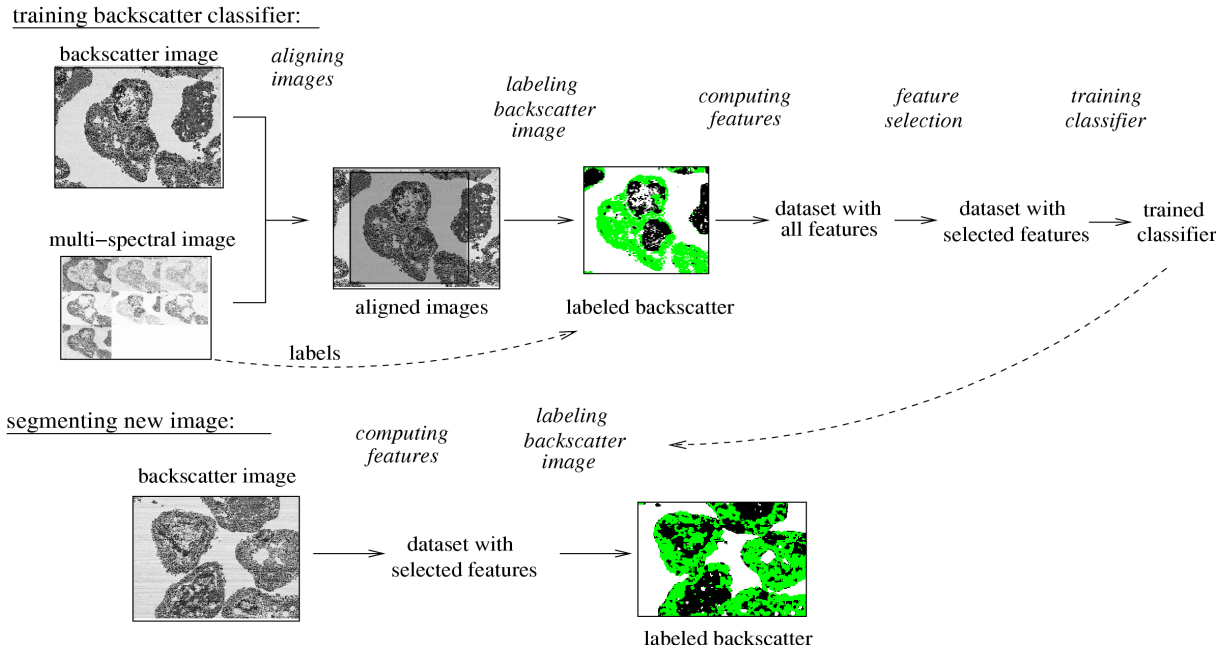 training backscatter classifier:
backscatter image
aligning
images
labeling
backscatter
image
computing
features
feature
selection
training
classifier
multi−spectral image
aligned images
labeled backscatter
dataset with
all features
dataset with
selected features
trained
classifier
labels
segmenting new image:
computing
features
labeling
backscatter
image
backscatter image
dataset with
selected features
labeled backscatter